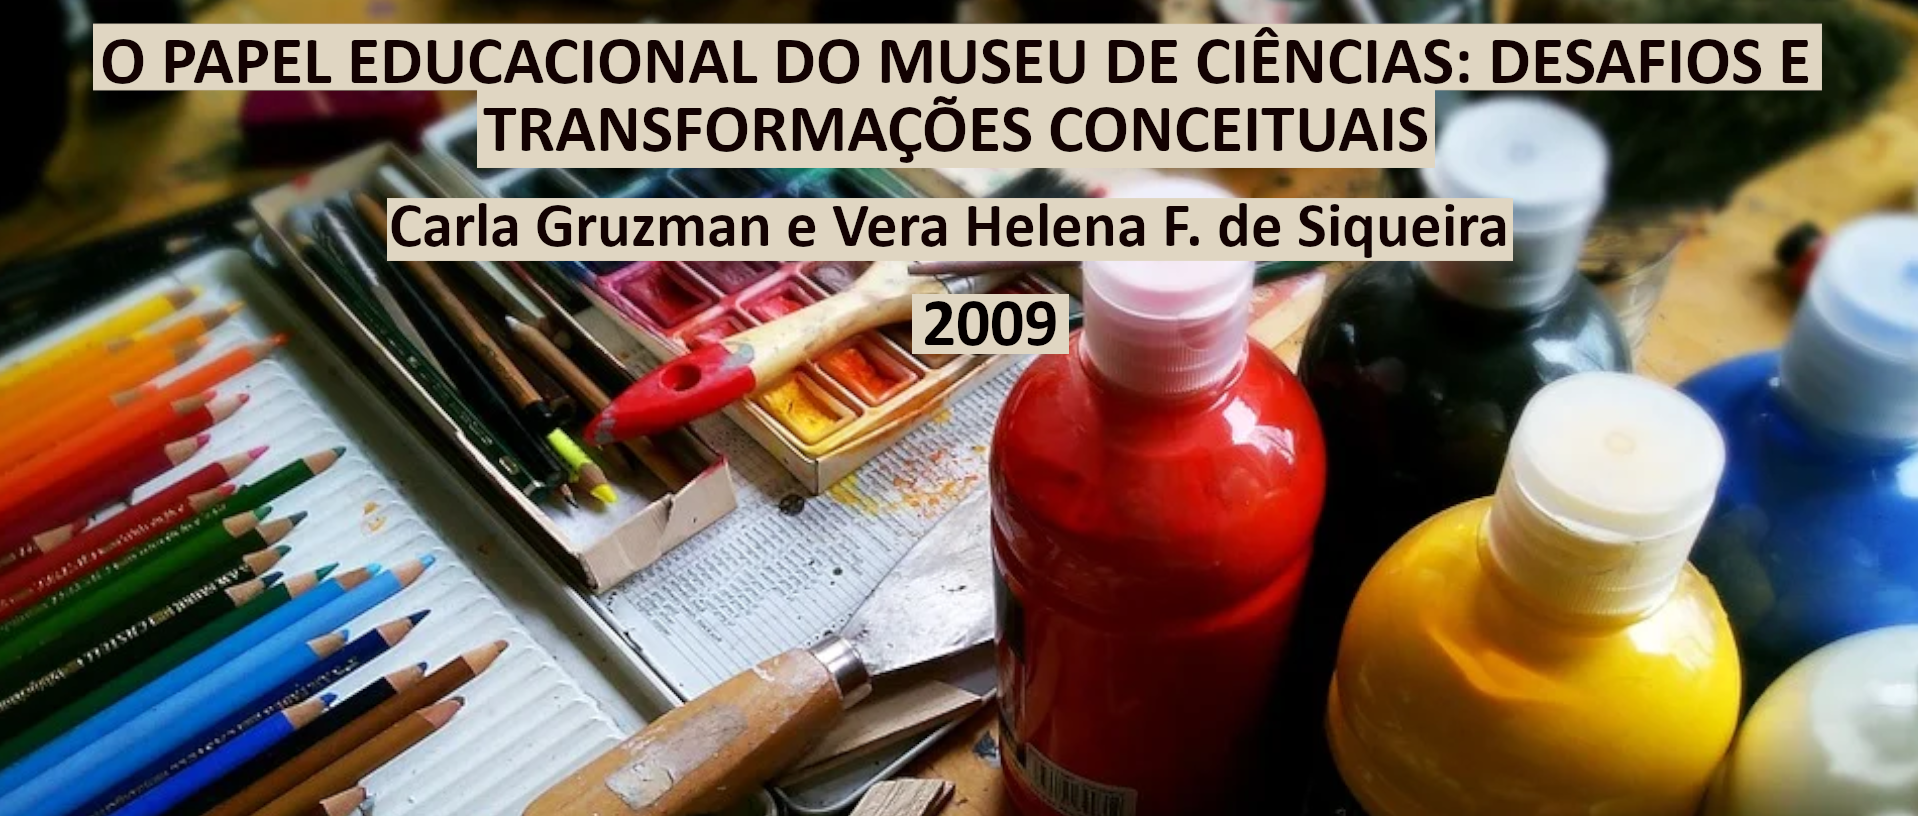 O PAPEL EDUCACIONAL DO MUSEU DE CIÊNCIAS: DESAFIOS E
TRANSFORMAÇÕES CONCEITUAIS
Carla Gruzman e Vera Helena F. de Siqueira
2009